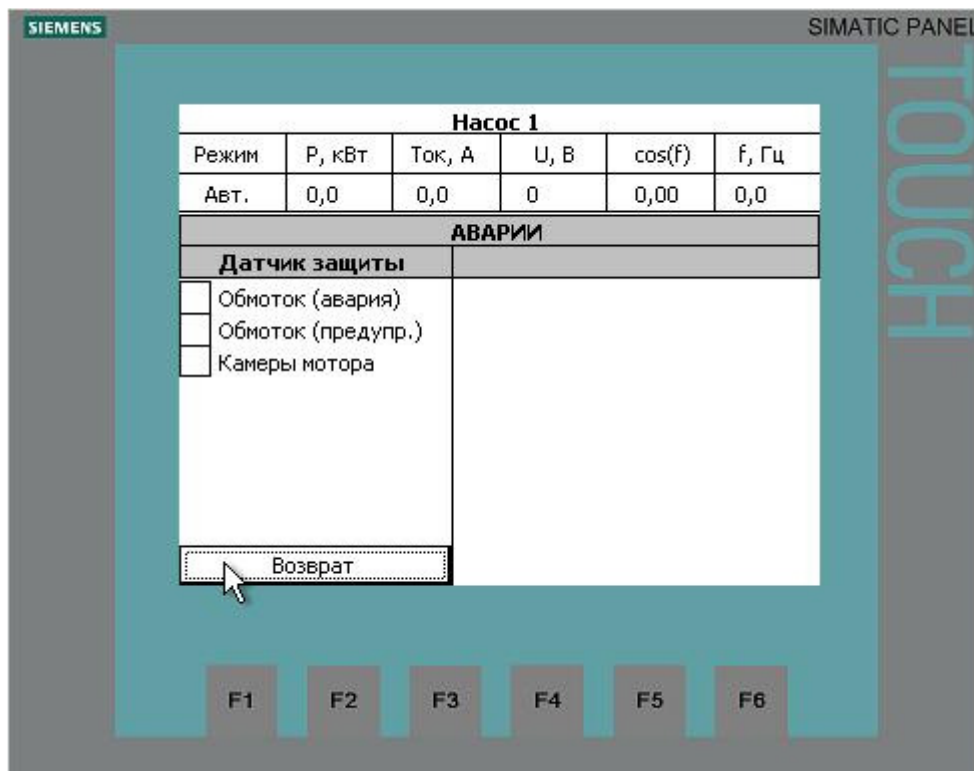 SIEMENS
SIMATIC PANEL
TOUCH
Насос 1
Режим P, кВт Ток, А U, В cos(f) f, Гц
Авт. 0,0 0,0 0 0,00 0,0
АВАРИИ
Датчик защиты
Обмоток (авария)
Обмоток (предупр.)
Камеры мотора
Возврат
F1 F2 F3 F4 F5 F6